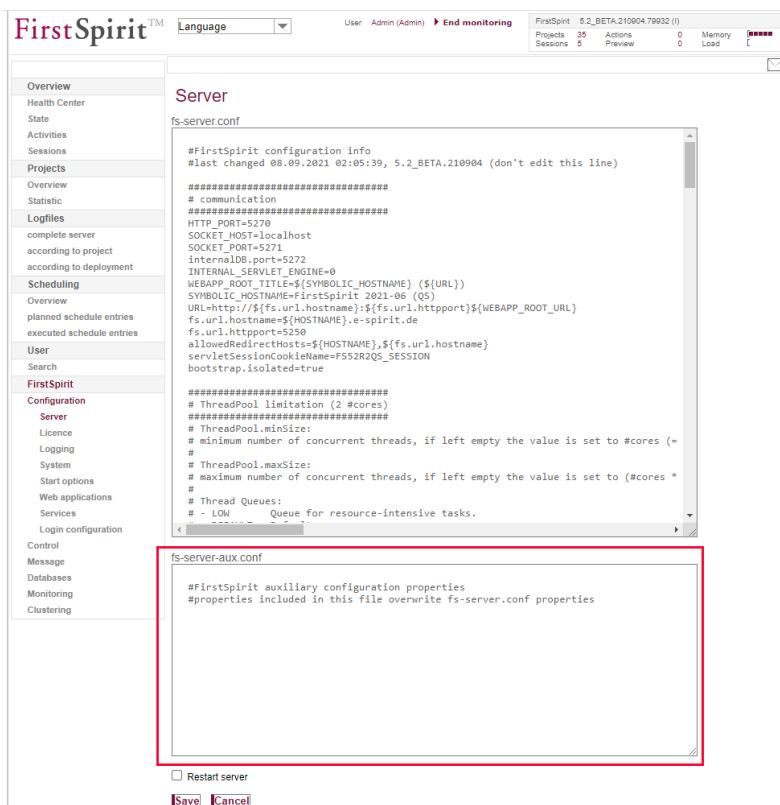 FirstSpirit™
Language
User Admin (Admin) End monitoring
FirstSpirit 5.2_BETA.210904.79932 (I)
Projects 35 Actions 0 Memory
Sessions 5 Preview 0 Load
Overview
Health Center
State
Activities
Sessions
Projects
Overview
Statistic
Logfiles
complete server
according to project
according to deployment
Scheduling
Overview
planned schedule entries
executed schedule entries
User
Search
FirstSpirit
Configuration
Server
Licence
Logging
System
Start options
Web applications
Services
Login configuration
Control
Message
Databases
Monitoring
Clustering
Server
fs-server.conf
#FirstSpirit configuration info
#last changed 08.09.2021 02:05:39, 5.2_BETA.210904 (don't edit this line)
##################################
# communication
##################################
HTTP_PORT=5270
SOCKET_HOST=localhost
SOCKET_PORT=5271
internalDB.port=5272
INTERNAL_SERVLET_ENGINE=0
WEBAPP_ROOT_TITLE=${SYMBOLIC_HOSTNAME} (${URL})
SYMBOLIC_HOSTNAME=FirstSpirit 2021-06 (QS)
URL=http://${fs.url.hostname}:${fs.url.httpport}${WEBAPP_ROOT_URL}
fs.url.hostname=${HOSTNAME}.e-spirit.de
fs.url.httpport=5250
allowedRedirectHosts=${HOSTNAME},${fs.url.hostname}
servletSessionCookieName=FS52R2QS_SESSION
bootstrap.isolated=true
##################################
# ThreadPool limitation (2 #cores)
##################################
# ThreadPool.minSize:
# minimum number of concurrent threads, if left empty the value is set to #cores (=
#
# ThreadPool.maxSize:
# maximum number of concurrent threads, if left empty the value is set to (#cores *
#
# Thread Queues:
# - LOW Queue for resource-intensive tasks.
fs-server-aux.conf
#FirstSpirit auxiliary configuration properties
#properties included in this file overwrite fs-server.conf properties
Restart server
Save Cancel